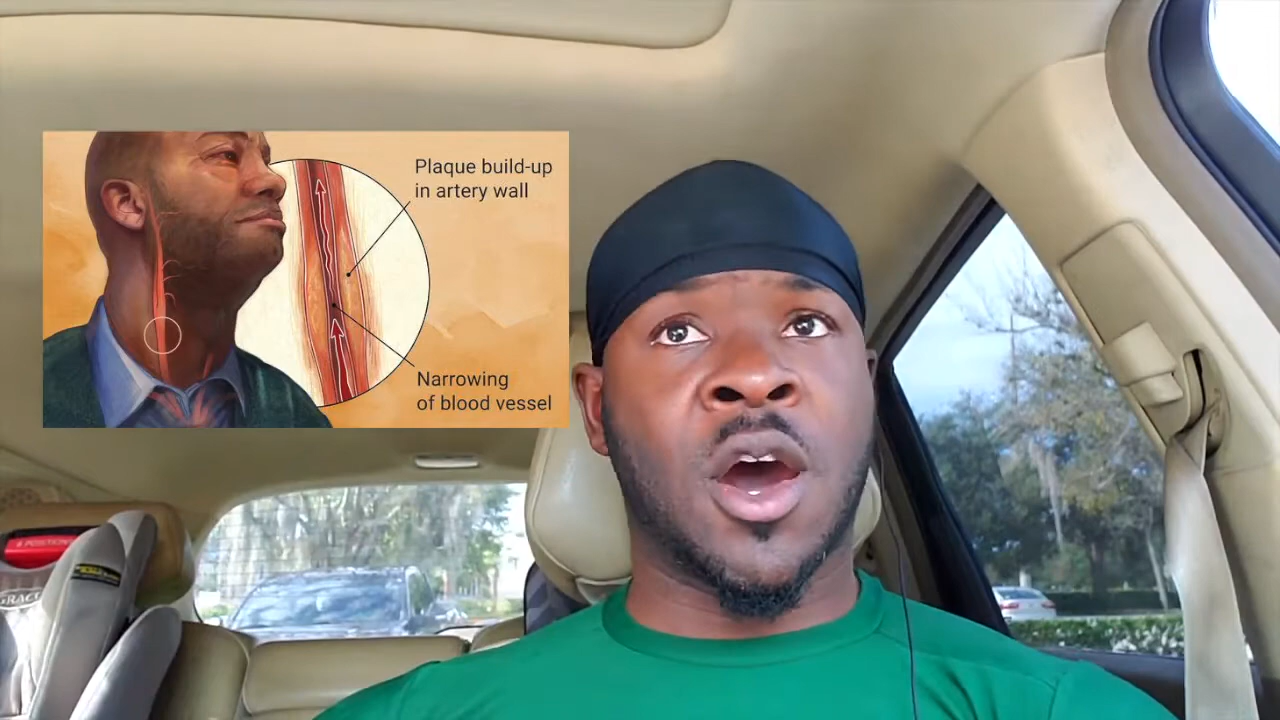 Plaque build-up
in artery wall
Narrowing
of blood vessel
GRACO